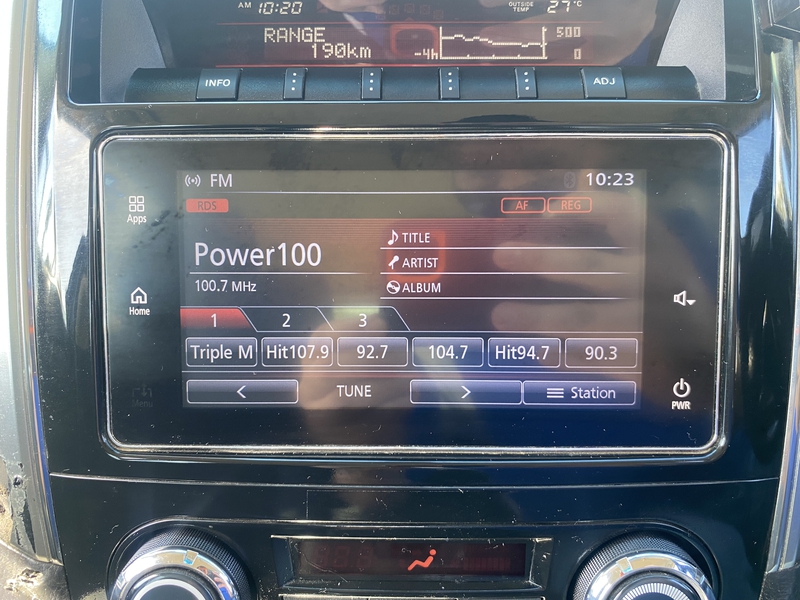 AM 10:20 OUTSIDE TEMP 27°C
RANGE 500
190km -4h 0
INFO ADJ
FM 10:23
RDS AF REG
Apps
Power100
TITLE
ARTIST
100.7 MHz ALBUM
Home
1 2 3
Triple M Hit107.9 92.7 104.7 Hit94.7 90.3
< TUNE > Station
Menu PWR